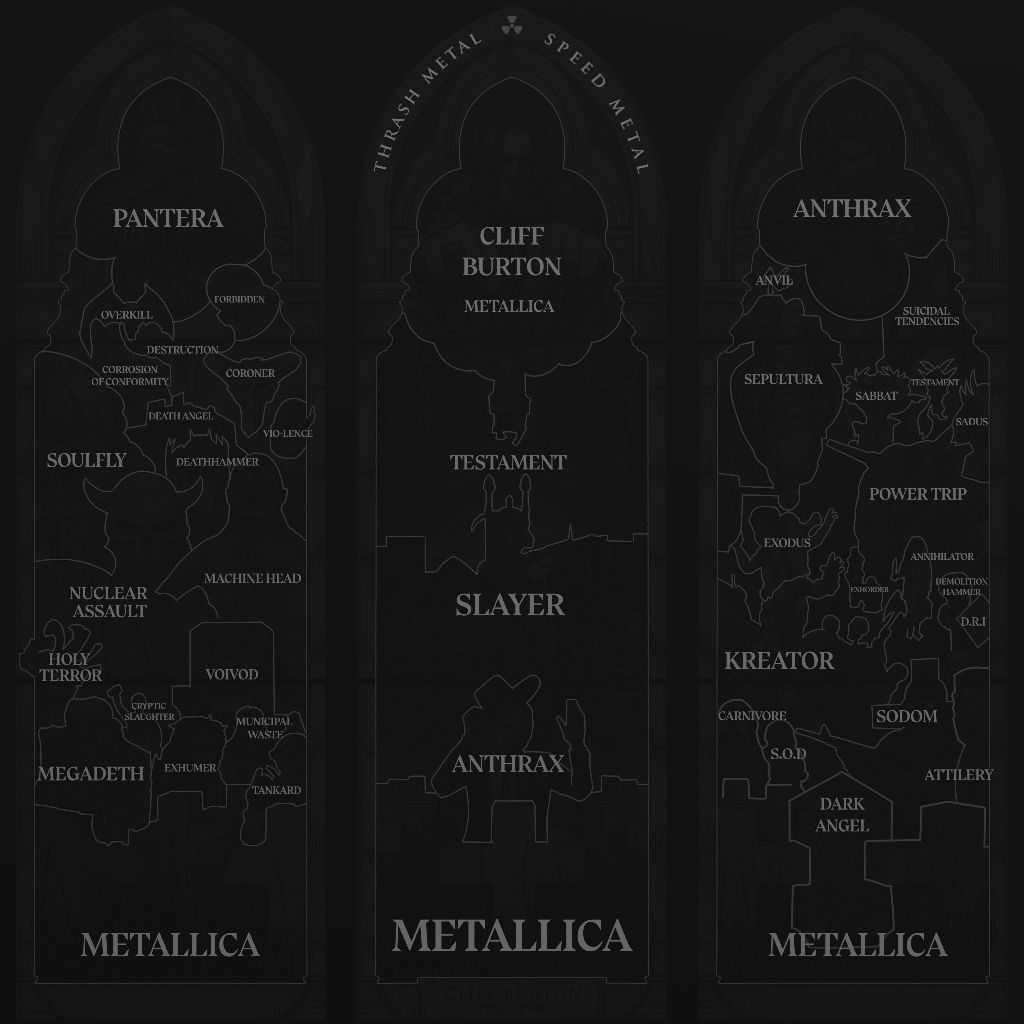 THRASH METAL SPEED METAL
PANTERA
OVERKILL
FORBIDDEN
DESTRUCTION
CORROSION
OF CONFORMITY
CORONER
DEATH ANGEL
VIO-LENCE
SOULFLY
DEATHHAMMER
MACHINE HEAD
NUCLEAR
ASSAULT
HOLY
TERROR
VOIVOD
CRYPTIC
SLAUGHTER
MUNICIPAL
WASTE
MEGADETH
EXHUMER
TANKARD
METALLICA
CLIFF
BURTON
METALLICA
TESTAMENT
SLAYER
ANTHRAX
METALLICA
CLIFF BURTON
1962 - 1986
ANTHRAX
ANVIL
SUICIDAL
TENDENCIES
SEPULTURA
SABBAT
TESTAMENT
SADUS
POWER TRIP
EXODUS
ANNIHILATOR
EXHORDER
DEMOLITION
HAMMER
D.R.I
KREATOR
CARNIVORE
SODOM
S.O.D
ATTILERY
DARK
ANGEL
METALLICA